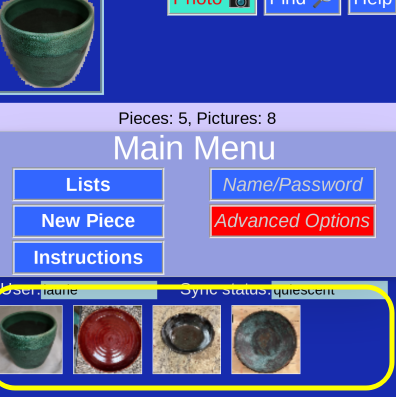 Photo Find Help
Pieces: 5, Pictures: 8
Main Menu
Lists Name/Password
New Piece Advanced Options
Instructions
User: laurie Sync status: quiescent